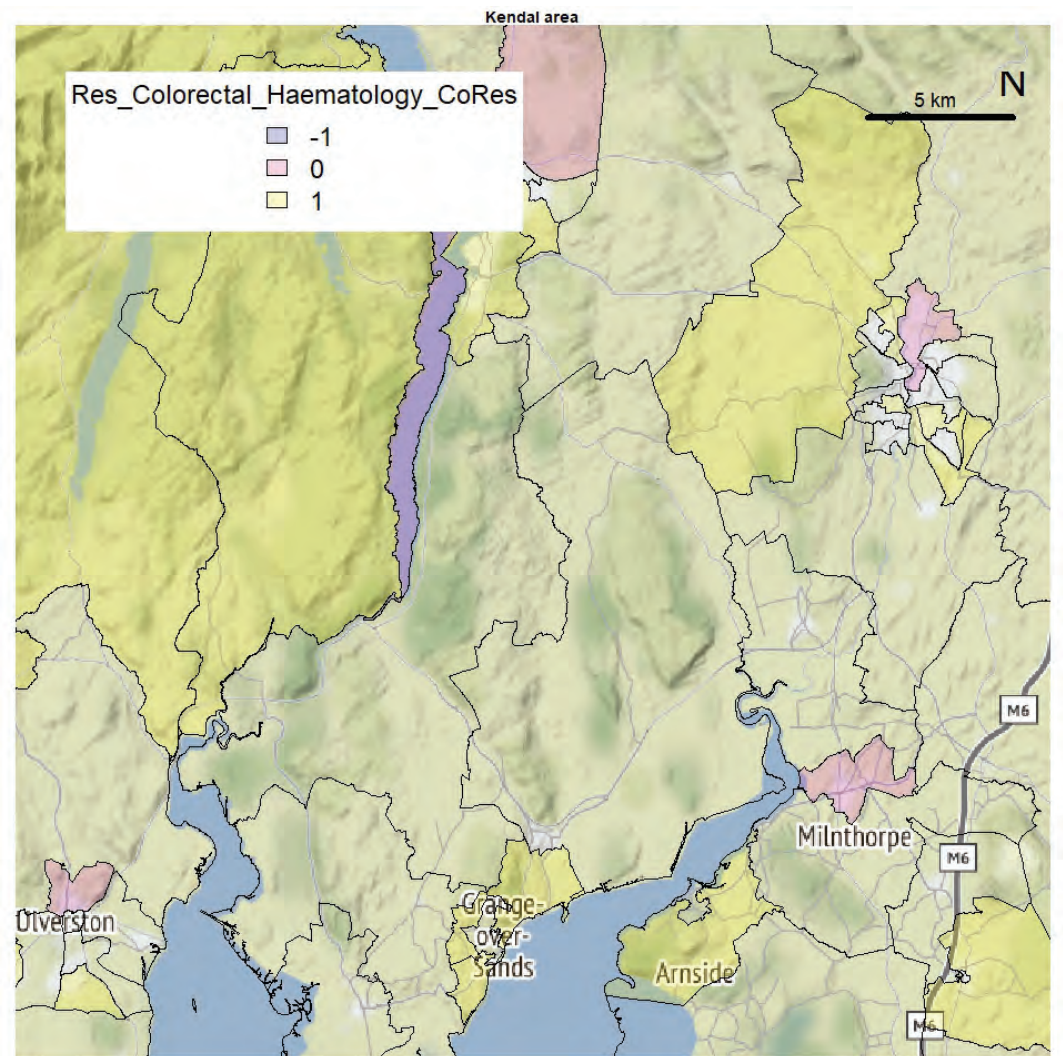 Kendal area
Res_Colorectal_Haematology_CoRes
-1
0
1
5 km
N
M6
Milnthorpe
M6
Ulverston
Grange-
over-
Sands
Arnside
M6